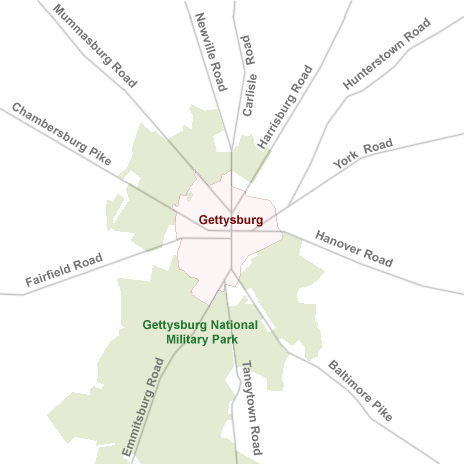 Mummasburg Road
Newville Road
Carlisle Road
Harrisburg Road
Hunterstown Road
Chambersburg Pike
York Road
Gettysburg
Hanover Road
Fairfield Road
Gettysburg National
Military Park
Emmitsburg Road
Taneytown Road
Baltimore Pike